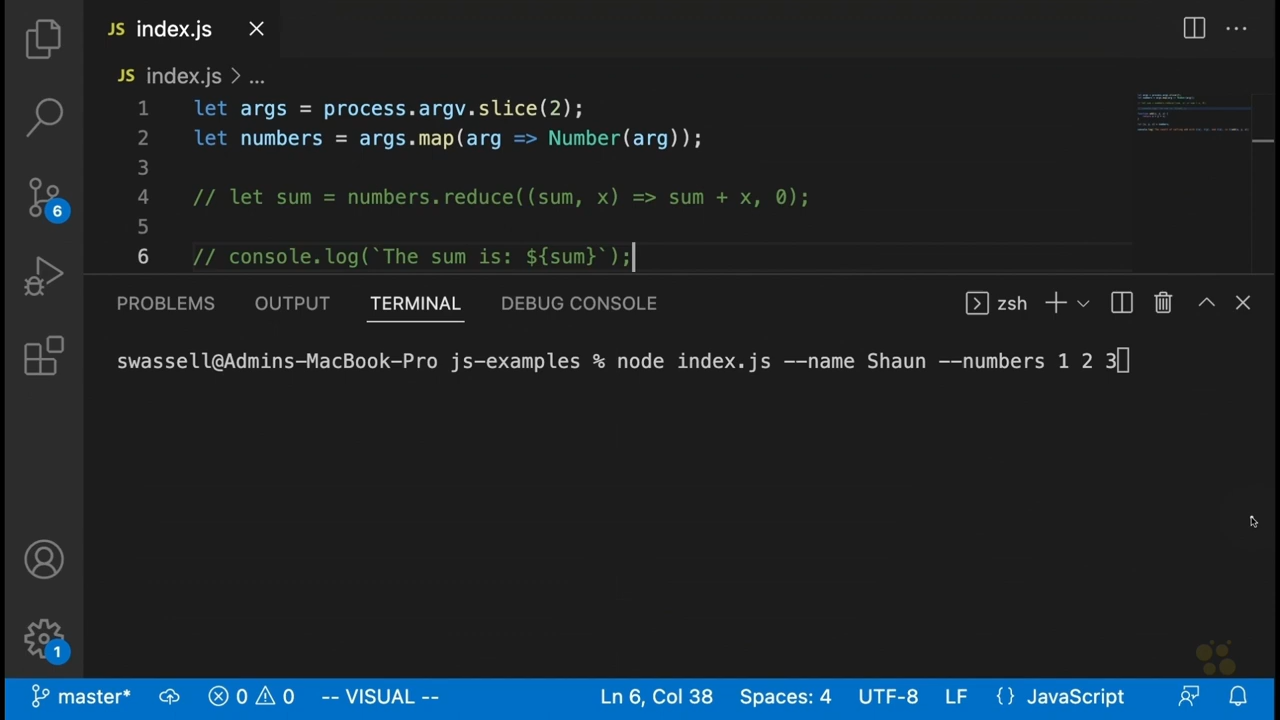 JS index.js
JS index.js > ...
1 let args = process.argv.slice(2);
2 let numbers = args.map(arg => Number(arg));
3
4 // let sum = numbers.reduce((sum, x) => sum + x, 0);
5
6 // console.log(`The sum is: ${sum}`);
PROBLEMS OUTPUT TERMINAL DEBUG CONSOLE zsh
swassell@Admins-MacBook-Pro js-examples % node index.js --name Shaun --numbers 1 2 3
6
1
master* 0 0 -- VISUAL -- Ln 6, Col 38 Spaces: 4 UTF-8 LF {} JavaScript